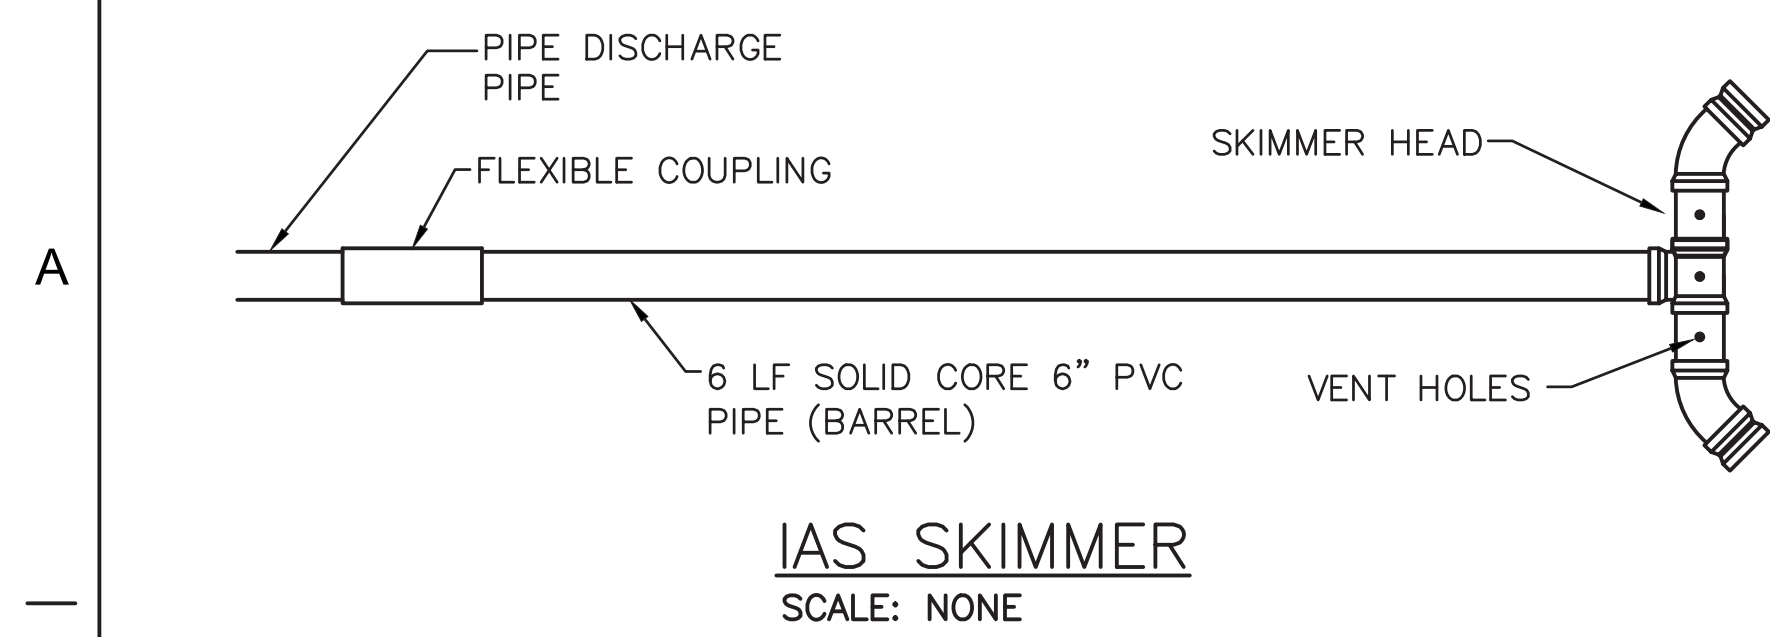 PIPE DISCHARGE
PIPE
FLEXIBLE COUPLING
SKIMMER HEAD
A
6 LF SOLID CORE 6” PVC
PIPE (BARREL)
VENT HOLES
IAS SKIMMER
SCALE: NONE